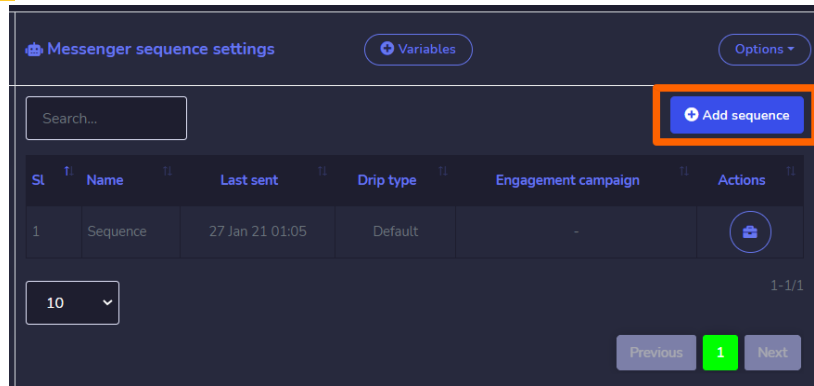 Messenger sequence settings Variables Options
Search... Add sequence
Sl Name Last sent Drip type Engagement campaign Actions
1 Sequence 27 Jan 21 01:05 Default -
1-1/1
10
Previous 1 Next